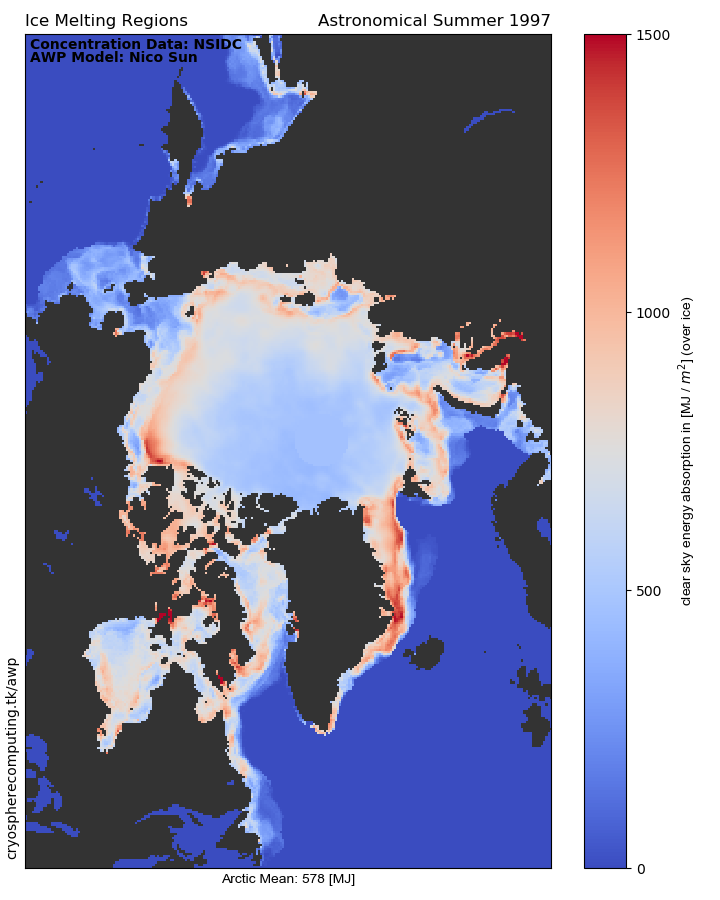 Ice Melting Regions
Astronomical Summer 1997
Concentration Data: NSIDC
AWP Model: Nico Sun
1500
1000
500
0
clear sky energy absorption in [MJ / m²] (over ice)
cryospherecomputing.tk/awp
Arctic Mean: 578 [MJ]